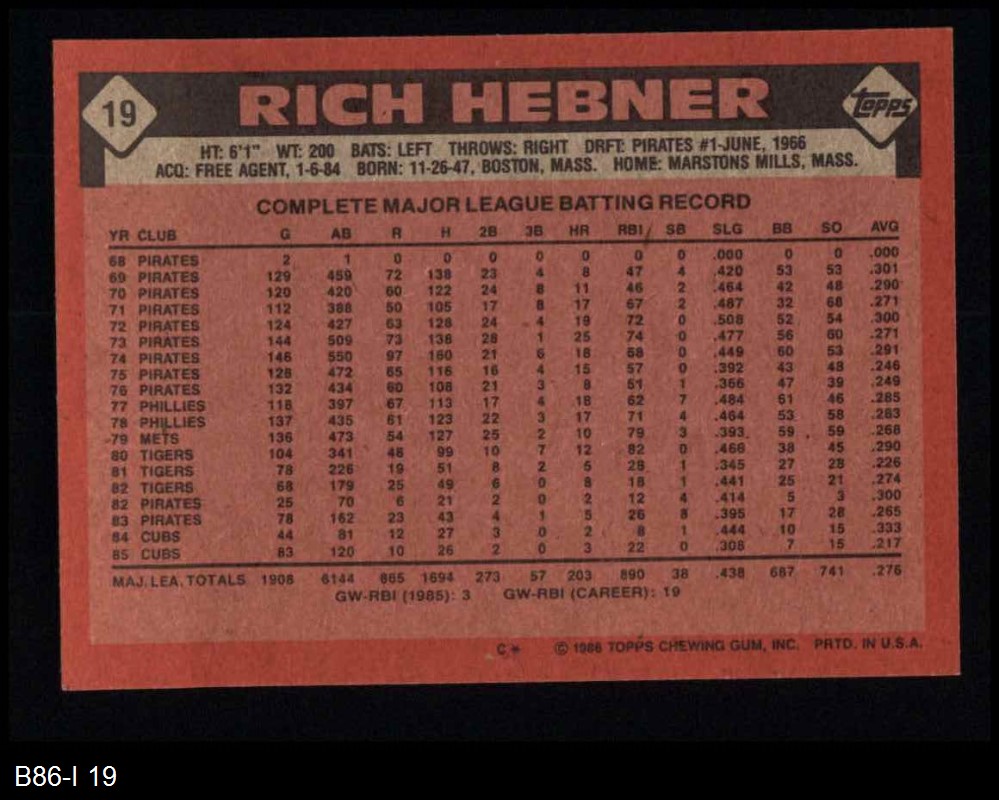 19
RICH HEBNER
Topps
HT: 6'1" WT: 200 BATS: LEFT THROWS: RIGHT DRFT: PIRATES #1-JUNE, 1966
ACQ: FREE AGENT, 1-6-84 BORN: 11-26-47, BOSTON, MASS. HOME: MARSTONS MILLS, MASS.
COMPLETE MAJOR LEAGUE BATTING RECORD
YR CLUB G AB R H 2B 3B HR RBI SB SLG BB SO AVG
68 PIRATES 2 1 0 0 0 0 0 0 0 .000 0 0 .000
69 PIRATES 129 459 72 138 23 4 8 47 4 .420 53 53 .301
70 PIRATES 120 420 60 122 24 8 11 46 2 .464 42 48 .290
71 PIRATES 112 388 50 105 17 8 17 67 2 .487 32 68 .271
72 PIRATES 124 427 63 128 24 4 19 72 0 .508 52 54 .300
73 PIRATES 144 509 73 138 28 1 25 74 0 .477 56 60 .271
74 PIRATES 146 550 97 160 21 6 18 68 0 .449 60 53 .291
75 PIRATES 128 472 65 116 16 4 15 57 0 .392 43 48 .246
76 PIRATES 132 434 60 108 21 3 8 51 1 .366 47 39 .249
77 PHILLIES 118 397 67 113 17 4 18 62 7 .484 61 46 .285
78 PHILLIES 137 435 61 123 22 3 17 71 4 .464 53 58 .283
79 METS 136 473 54 127 25 2 10 79 3 .393 59 59 .268
80 TIGERS 104 341 48 99 10 7 12 82 0 .466 38 45 .290
81 TIGERS 78 226 19 51 8 2 5 28 1 .345 27 28 .226
82 TIGERS 68 179 25 49 6 0 8 18 1 .441 25 21 .274
82 PIRATES 25 70 6 21 2 0 2 12 4 .414 5 3 .300
83 PIRATES 78 162 23 43 4 1 5 26 8 .395 17 28 .265
84 CUBS 44 81 12 27 3 0 2 8 1 .444 10 15 .333
85 CUBS 83 120 10 26 2 0 3 22 0 .308 7 15 .217
MAJ. LEA. TOTALS 1908 6144 865 1694 273 57 203 890 38 .438 687 741 .276
GW-RBI (1985): 3 GW-RBI (CAREER): 19
C* © 1986 TOPPS CHEWING GUM, INC. PRTD. IN U.S.A.
B86-I 19